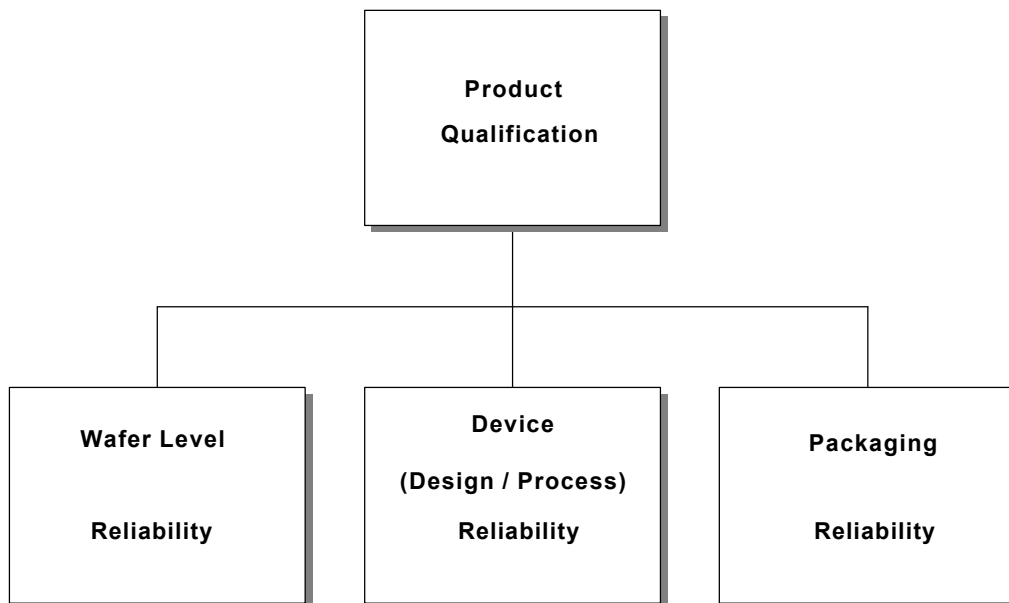 Product
Qualification
Wafer Level
Reliability
Device
(Design / Process)
Reliability
Packaging
Reliability